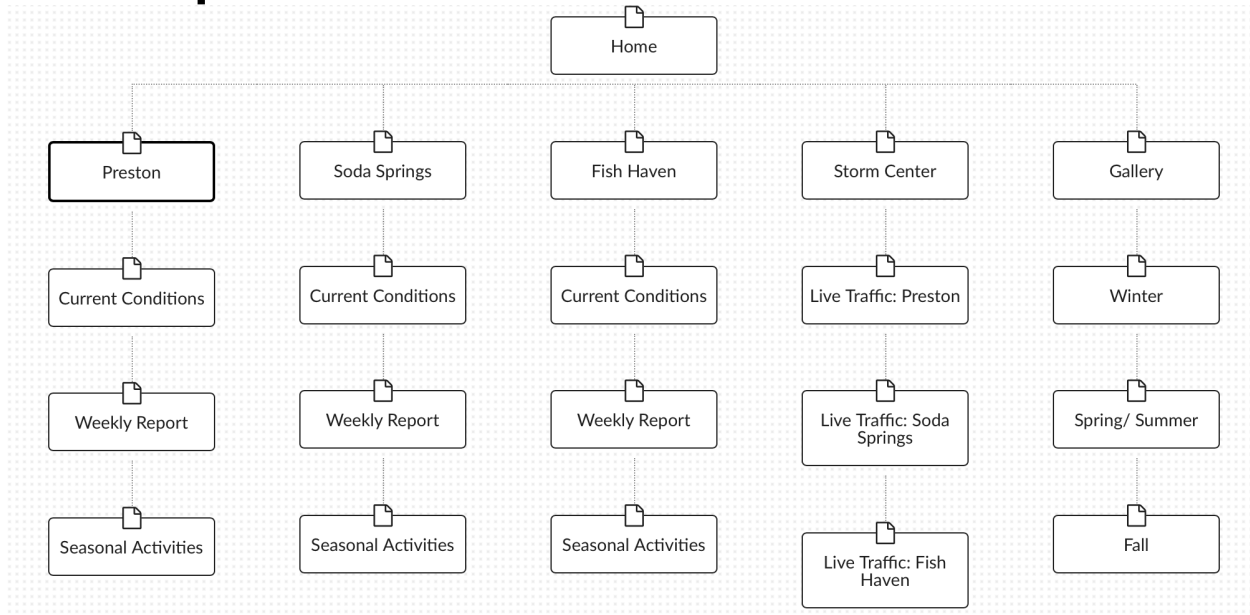 Home
Preston
Soda Springs
Fish Haven
Storm Center
Gallery
Current Conditions
Current Conditions
Current Conditions
Live Traffic: Preston
Winter
Weekly Report
Weekly Report
Weekly Report
Live Traffic: Soda
Springs
Spring/ Summer
Seasonal Activities
Seasonal Activities
Seasonal Activities
Live Traffic: Fish
Haven
Fall